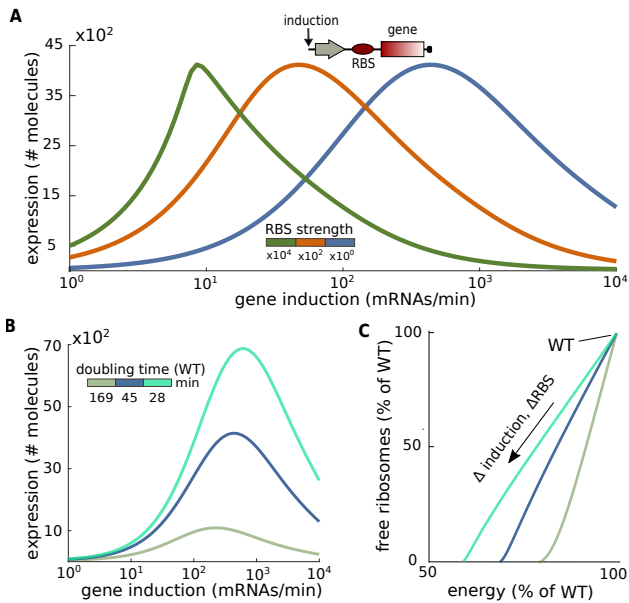 A
x10²
induction
gene
RBS
expression (# molecules)
45
35
25
15
5
RBS strength
x10⁴ x10² x10⁰
10⁰ 10¹ 10² 10³ 10⁴
gene induction (mRNAs/min)
B
x10²
doubling time (WT)
min
169 45 28
expression (# molecules)
70
50
30
10
10⁰ 10¹ 10² 10³ 10⁴
gene induction (mRNAs/min)
C
WT
Δ induction, ΔRBS
free ribosomes (% of WT)
100
50
0
50 100
energy (% of WT)